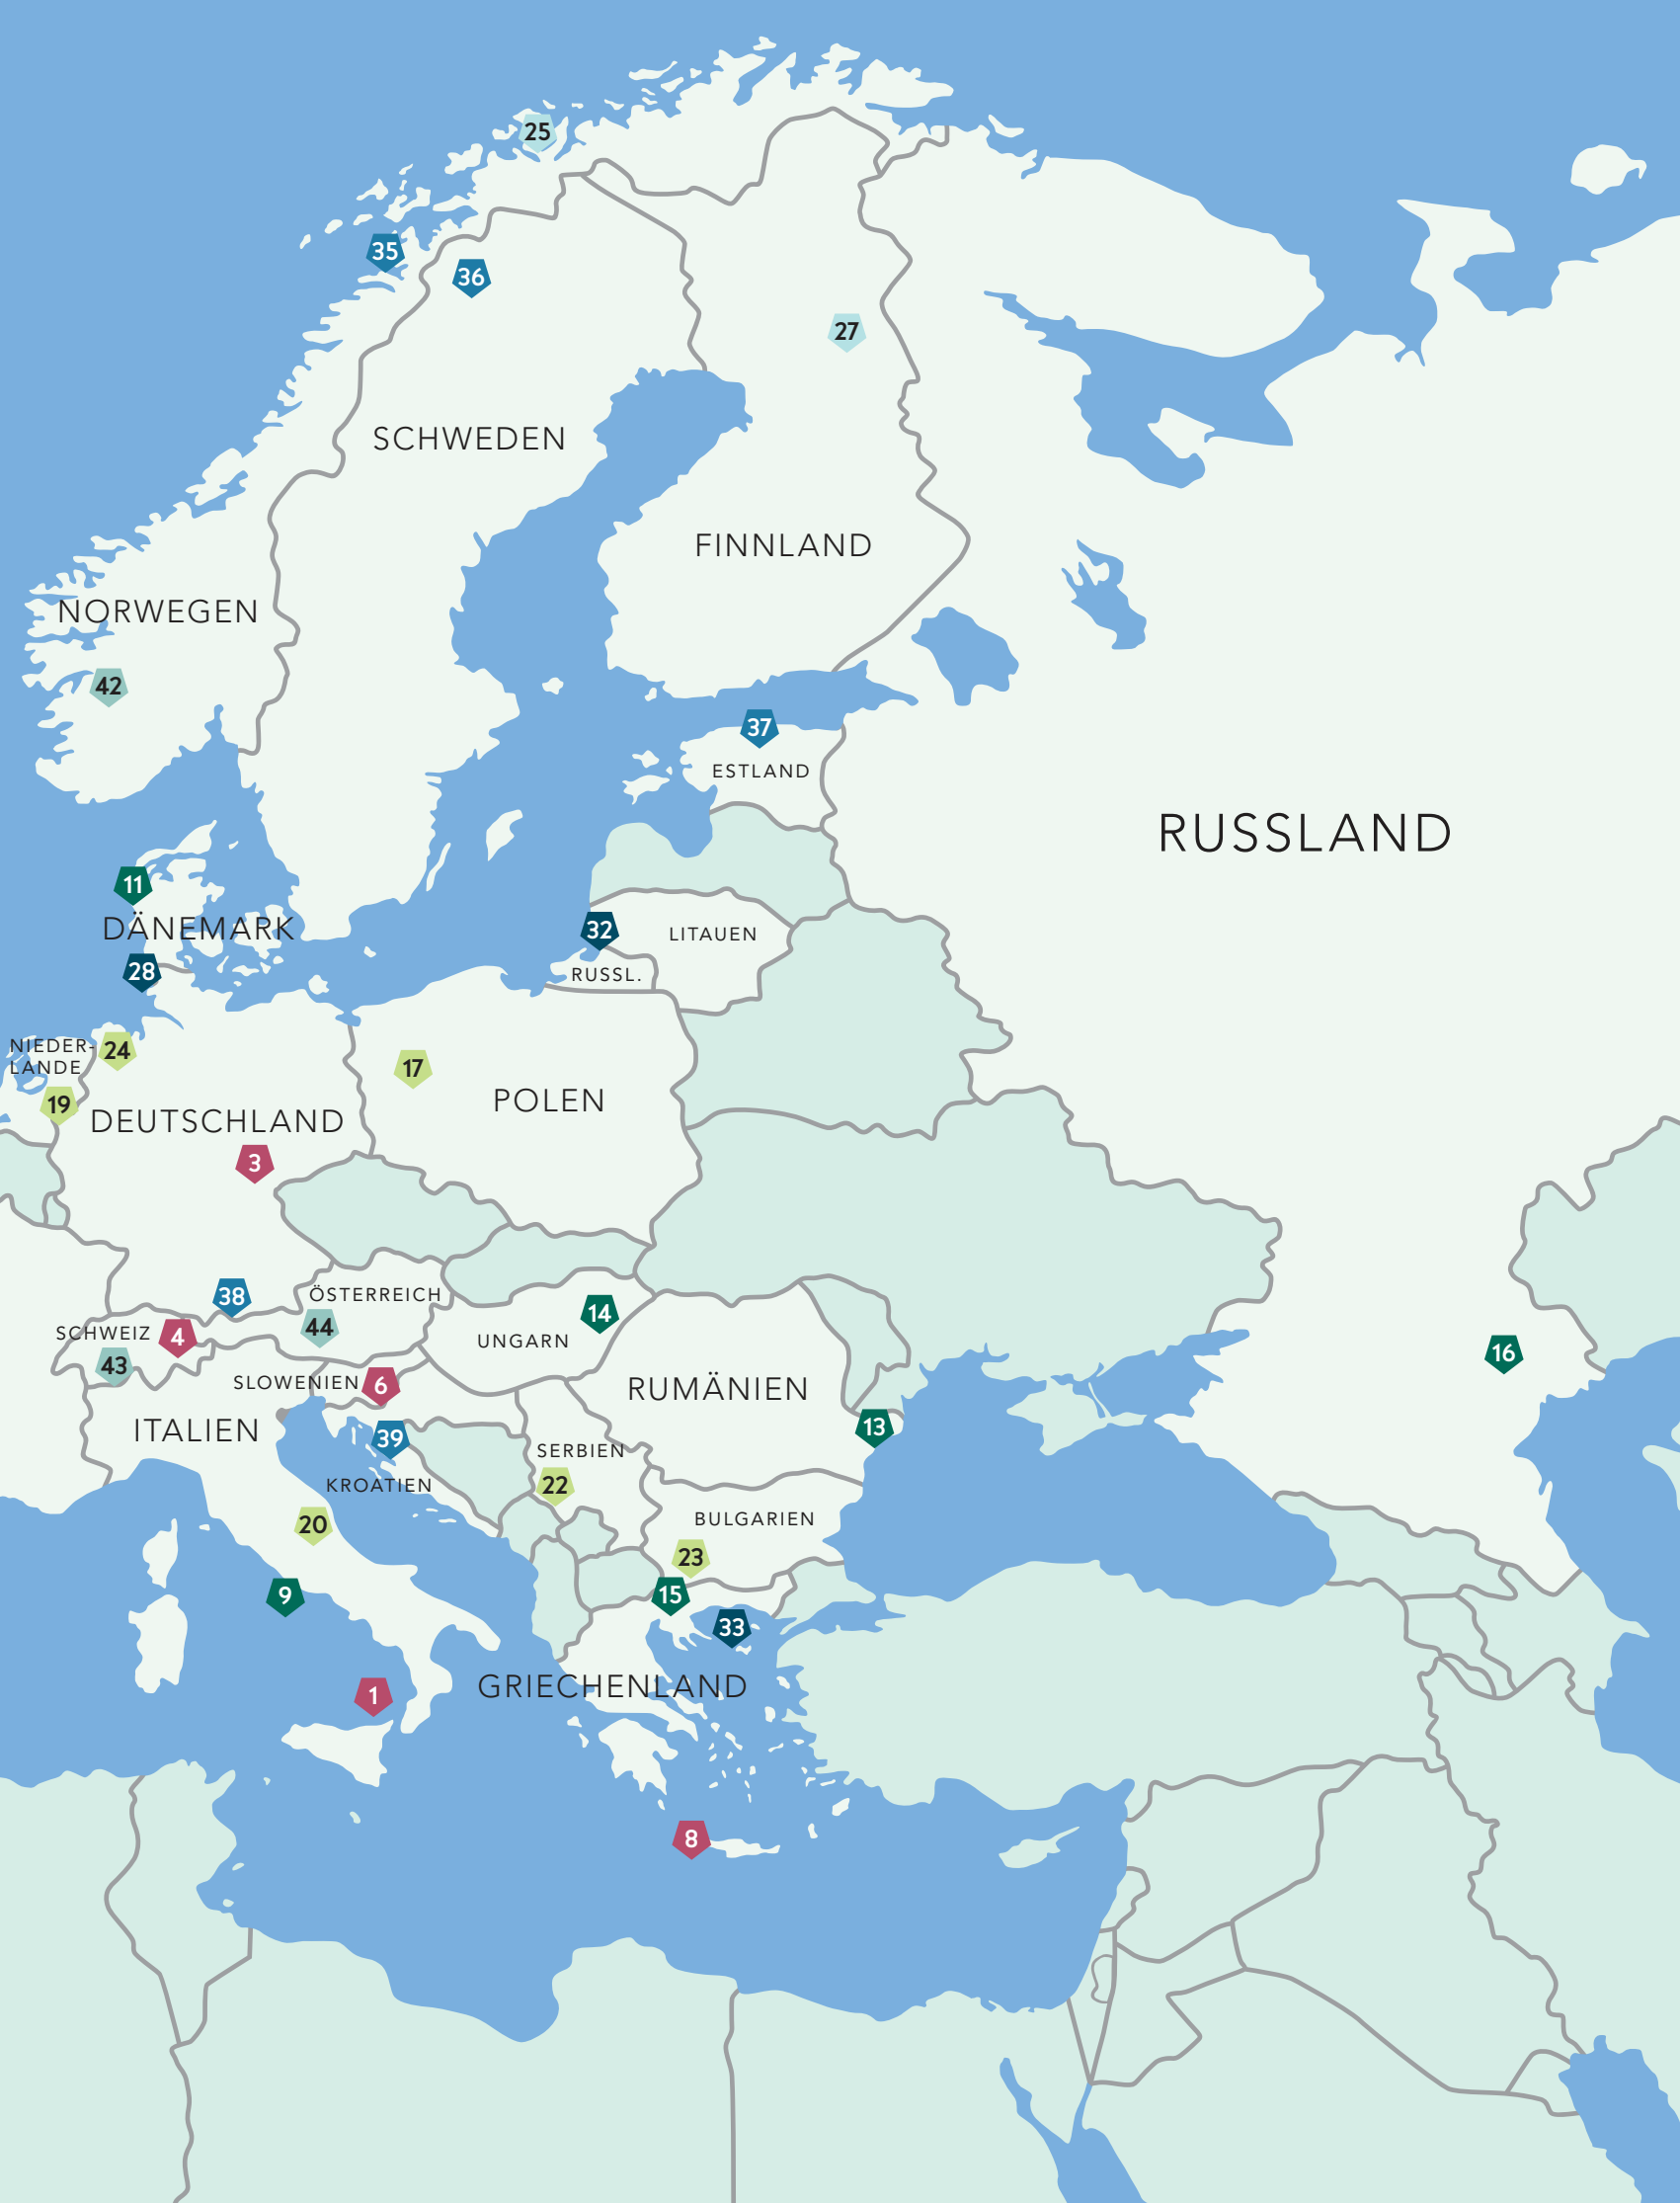 25
35
36
27
SCHWEDEN
FINNLAND
NORWEGEN
42
37
ESTLAND
RUSSLAND
11
DÄNEMARK
32
LITAUEN
28
RUSSL.
NIEDER-
LANDE
24
17
19
POLEN
DEUTSCHLAND
3
38
ÖSTERREICH
14
44
SCHWEIZ
4
UNGARN
16
43
SLOWENIEN
6
RUMÄNIEN
ITALIEN
13
39
SERBIEN
KROATIEN
22
BULGARIEN
20
23
9
15
33
GRIECHENLAND
1
8